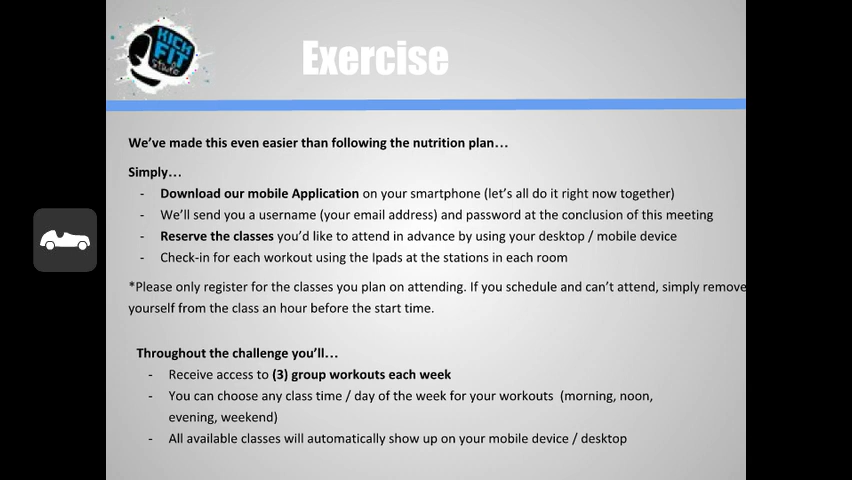 KICK
FIT
Studio
Exercise
We've made this even easier than following the nutrition plan...
Simply...
- Download our mobile Application on your smartphone (let's all do it right now together)
- We'll send you a username (your email address) and password at the conclusion of this meeting
- Reserve the classes you'd like to attend in advance by using your desktop / mobile device
- Check-in for each workout using the Ipads at the stations in each room
*Please only register for the classes you plan on attending. If you schedule and can't attend, simply remove
yourself from the class an hour before the start time.
Throughout the challenge you'll...
- Receive access to (3) group workouts each week
- You can choose any class time / day of the week for your workouts (morning, noon,
evening, weekend)
- All available classes will automatically show up on your mobile device / desktop